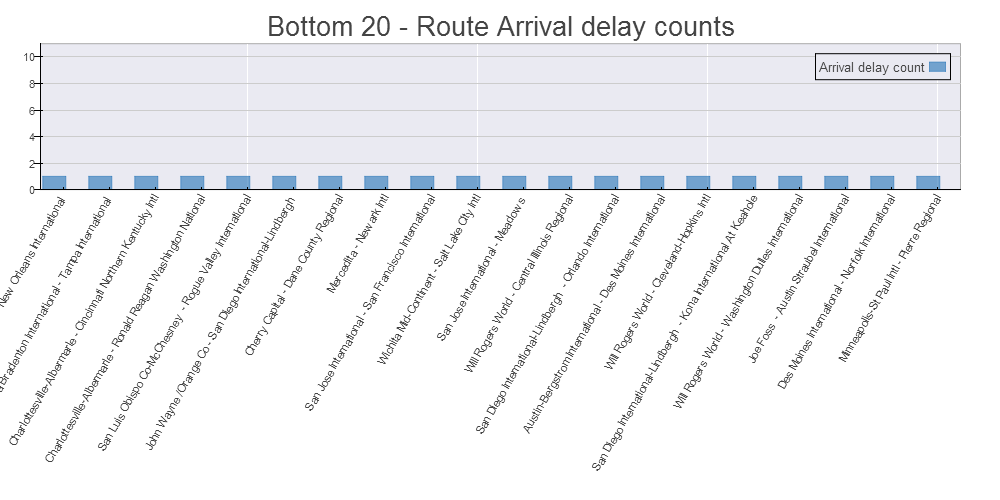 Bottom 20 - Route Arrival delay counts
Arrival delay count
10
8
6
4
2
0
New Orleans International
Bradenton International - Tampa International
Charlottesville-Albermarle - Cincinnati Northern Kentucky Intl
Charlottesville-Albermarle - Ronald Reagan Washington National
San Luis Obispo Co-McChesney - Rogue Valley International
John Wayne /Orange Co - San Diego International-Lindbergh
Cherry Capital - Dane County Regional
Mercedita - Newark Intl
San Jose International - San Francisco International
Wichita Mid-Continent - Salt Lake City Intl
San Jose International - Meadows
Will Rogers World - Central Illinois Regional
San Diego International-Lindbergh - Orlando International
Austin-Bergstrom International - Des Moines International
Will Rogers World - Cleveland-Hopkins Intl
San Diego International-Lindbergh - Kona International At Keahole
Will Rogers World - Washington Dulles International
Joe Foss - Austin Straubel International
Des Moines International - Norfolk International
Minneapolis-St Paul Intl - Pierre Regional